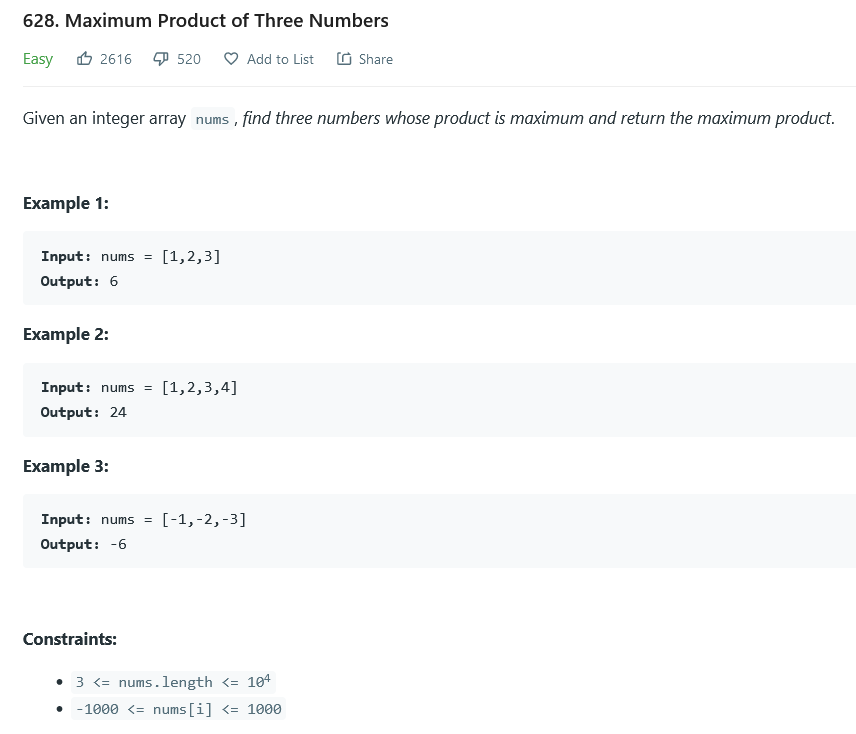 628. Maximum Product of Three Numbers
Easy 2616 520 Add to List Share
Given an integer array nums , find three numbers whose product is maximum and return the maximum product.
Example 1:
Input: nums = [1,2,3]
Output: 6
Example 2:
Input: nums = [1,2,3,4]
Output: 24
Example 3:
Input: nums = [-1,-2,-3]
Output: -6
Constraints:
• 3 <= nums.length <= 10⁴
• -1000 <= nums[i] <= 1000